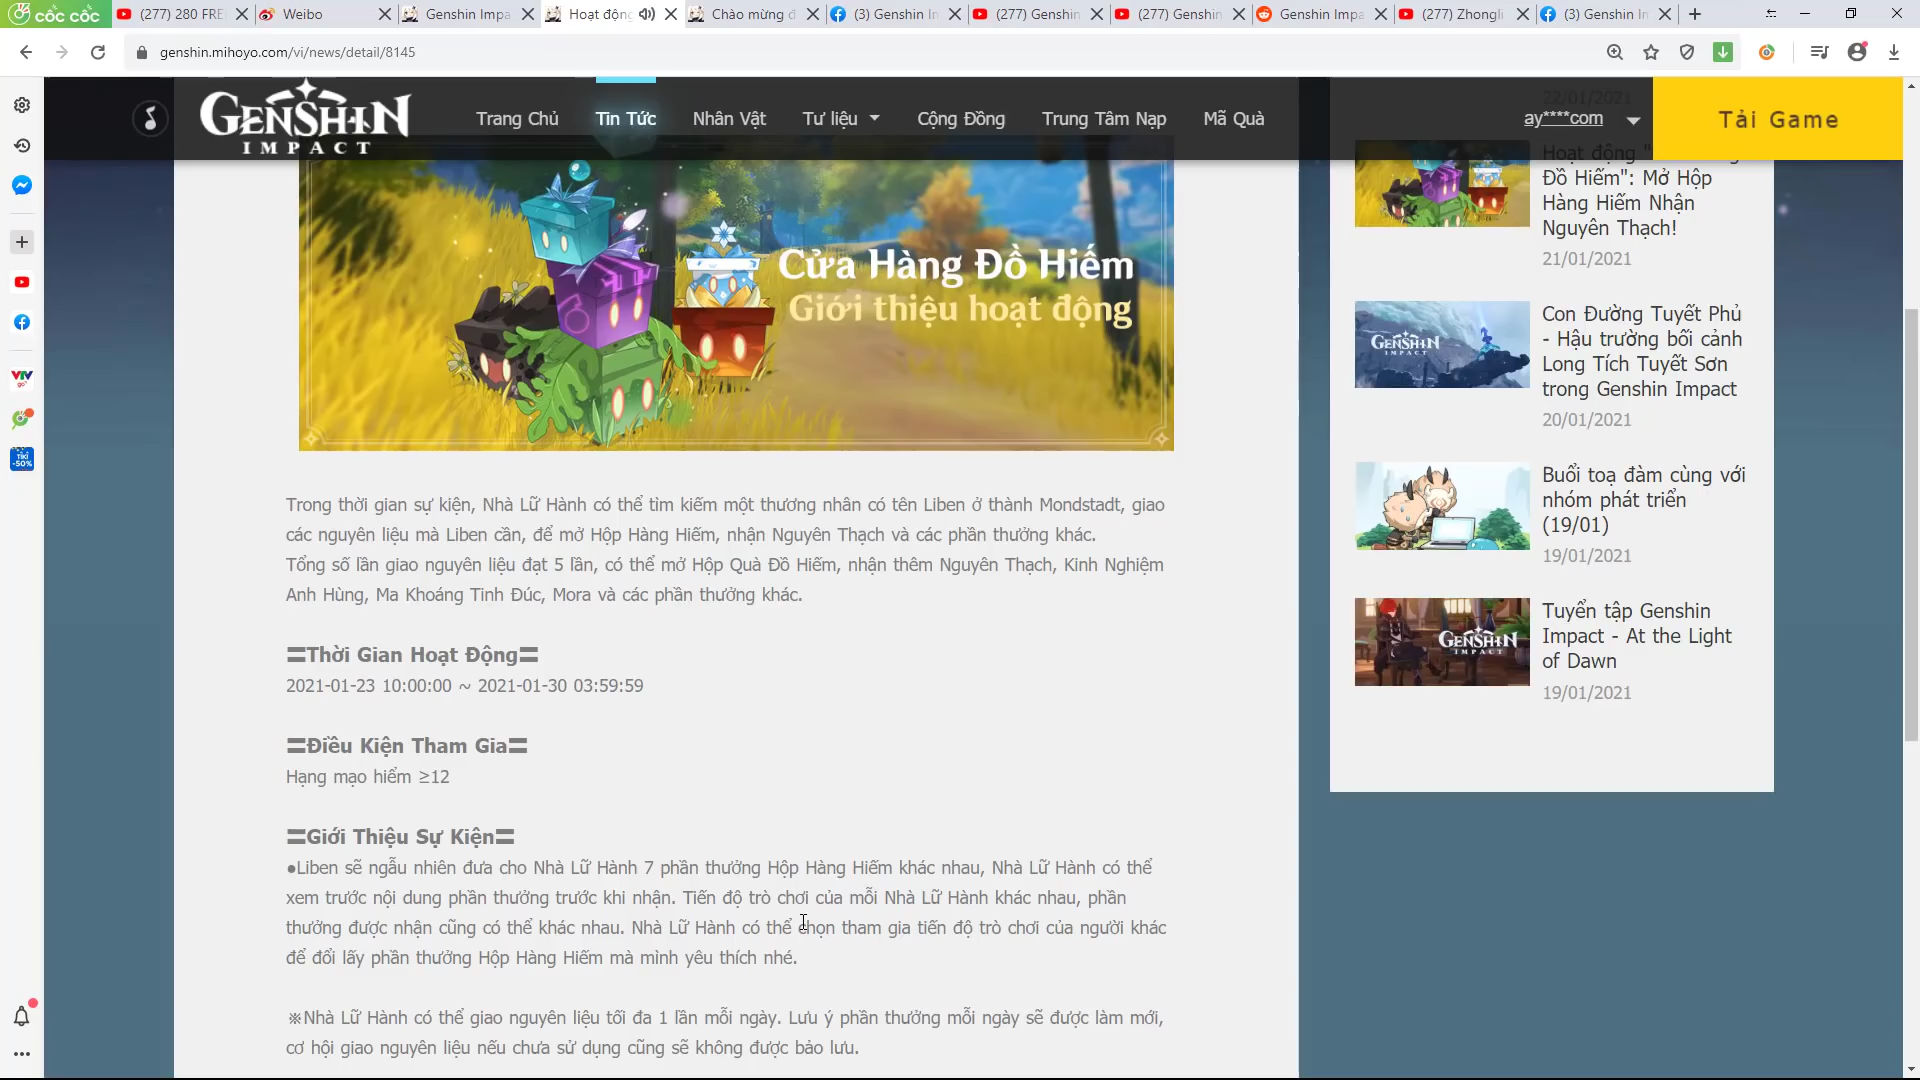 cốc cốc
(277) 280 FRE
Weibo
Genshin Impa
Hoạt động
Chào mừng đ
(3) Genshin In
(277) Genshin
(277) Genshin
Genshin Impa
(277) Zhongli
(3) Genshin In
genshin.mihoyo.com/vi/news/detail/8145
GENSHIN
IMPACT
Trang Chủ
Tin Tức
Nhân Vật
Tư liệu
Cộng Đồng
Trung Tâm Nạp
Mã Quà
22/01/2021
ay****com
Tải Game
VTV
go
TIKI
-50%
Cửa Hàng Đồ Hiếm
Giới thiệu hoạt động
Trong thời gian sự kiện, Nhà Lữ Hành có thể tìm kiếm một thương nhân có tên Liben ở thành Mondstadt, giao
các nguyên liệu mà Liben cần, để mở Hộp Hàng Hiếm, nhận Nguyên Thạch và các phần thưởng khác.
Tổng số lần giao nguyên liệu đạt 5 lần, có thể mở Hộp Quà Đồ Hiếm, nhận thêm Nguyên Thạch, Kinh Nghiệm
Anh Hùng, Ma Khoáng Tinh Đúc, Mora và các phần thưởng khác.
〓Thời Gian Hoạt Động〓
2021-01-23 10:00:00 ~ 2021-01-30 03:59:59
〓Điều Kiện Tham Gia〓
Hạng mạo hiểm ≥12
〓Giới Thiệu Sự Kiện〓
●Liben sẽ ngẫu nhiên đưa cho Nhà Lữ Hành 7 phần thưởng Hộp Hàng Hiếm khác nhau, Nhà Lữ Hành có thể
xem trước nội dung phần thưởng trước khi nhận. Tiến độ trò chơi của mỗi Nhà Lữ Hành khác nhau, phần
thưởng được nhận cũng có thể khác nhau. Nhà Lữ Hành có thể chọn tham gia tiến độ trò chơi của người khác
để đổi lấy phần thưởng Hộp Hàng Hiếm mà mình yêu thích nhé.
※Nhà Lữ Hành có thể giao nguyên liệu tối đa 1 lần mỗi ngày. Lưu ý phần thưởng mỗi ngày sẽ được làm mới,
cơ hội giao nguyên liệu nếu chưa sử dụng cũng sẽ không được bảo lưu.
Hoạt động "
Đồ Hiếm": Mở Hộp
Hàng Hiếm Nhận
Nguyên Thạch!
21/01/2021
GENSHIN
IMPACT
Con Đường Tuyết Phủ
- Hậu trường bối cảnh
Long Tích Tuyết Sơn
trong Genshin Impact
20/01/2021
Buổi toạ đàm cùng với
nhóm phát triển
(19/01)
19/01/2021
GENSHIN
IMPACT
Tuyển tập Genshin
Impact - At the Light
of Dawn
19/01/2021